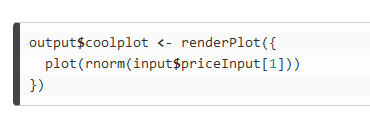 output$coolplot <- renderPlot({
  plot(rnorm(input$priceInput[1]))
})